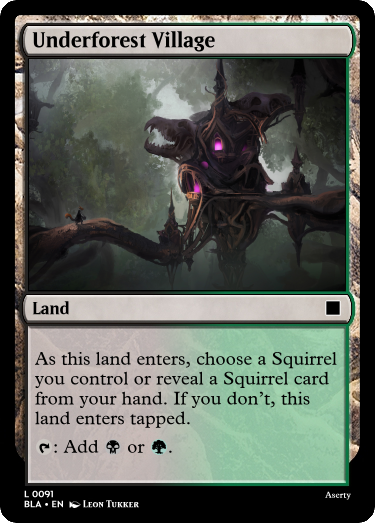 Underforest Village
Land
As this land enters, choose a Squirrel
you control or reveal a Squirrel card
from your hand. If you don't, this
land enters tapped.
: Add or .
L 0091
BLA • EN Leon Tukker
Aserty